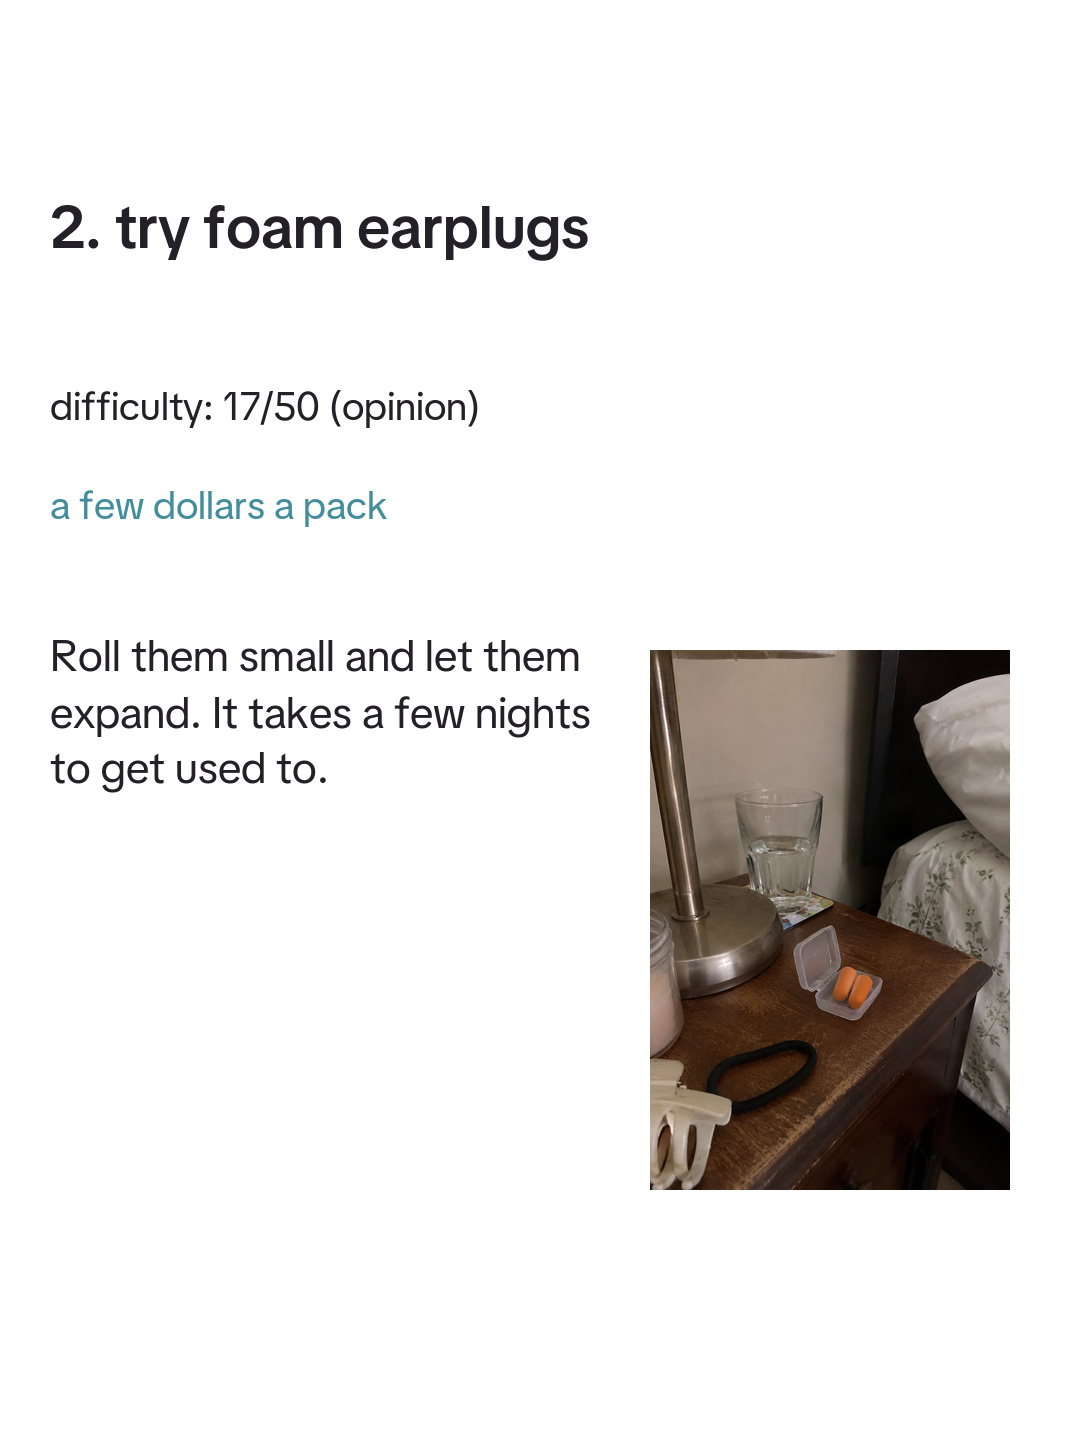 2. try foam earplugs
difficulty: 17/50 (opinion)
a few dollars a pack
Roll them small and let them
expand. It takes a few nights
to get used to.